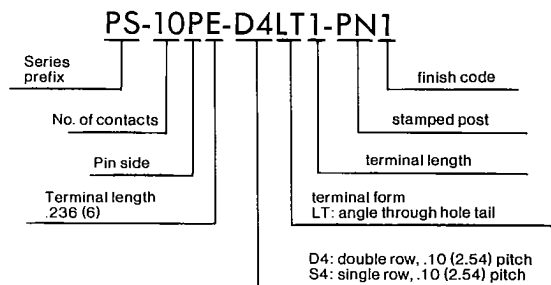 PS-10PE-D4LT1-PN1
Series
prefix
finish code
No. of contacts
stamped post
Pin side
terminal length
Terminal length
.236 (6)
terminal form
LT: angle through hole tail
D4: double row, .10 (2.54) pitch
S4: single row, .10 (2.54) pitch